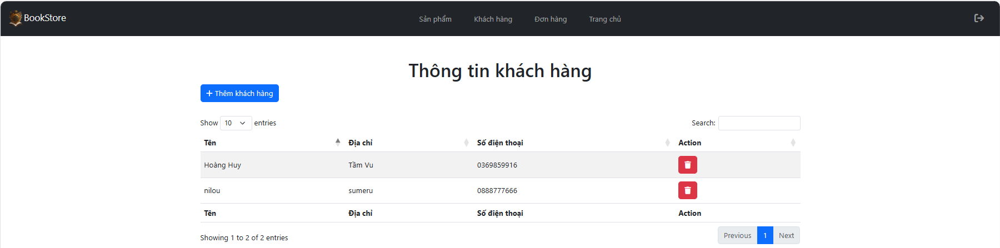 BookStore Sản phẩm Khách hàng Đơn hàng Trang chủ
Thông tin khách hàng
Thêm khách hàng
Show 10 entries Search:
Tên Địa chỉ Số điện thoại Action
Hoàng Huy Tầm Vu 0369859916
nilou sumeru 0888777666
Tên Địa chỉ Số điện thoại Action
Showing 1 to 2 of 2 entries Previous 1 Next